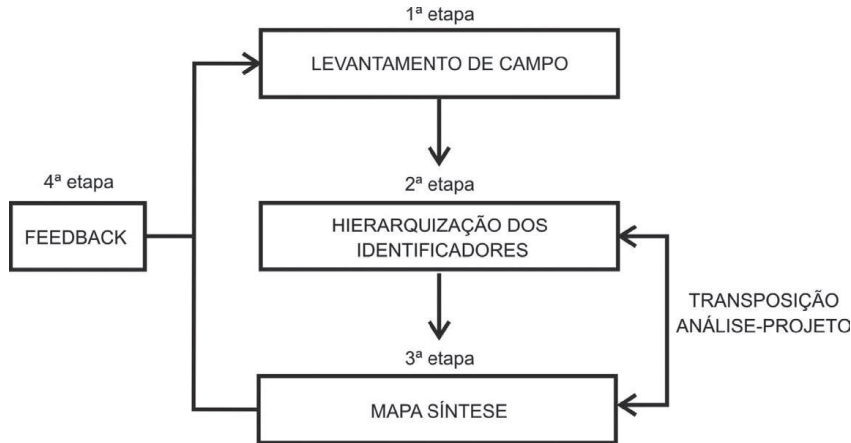 1ª etapa
LEVANTAMENTO DE CAMPO
4ª etapa
FEEDBACK
2ª etapa
HIERARQUIZAÇÃO DOS
IDENTIFICADORES
TRANSPOSIÇÃO
ANÁLISE-PROJETO
3ª etapa
MAPA SÍNTESE